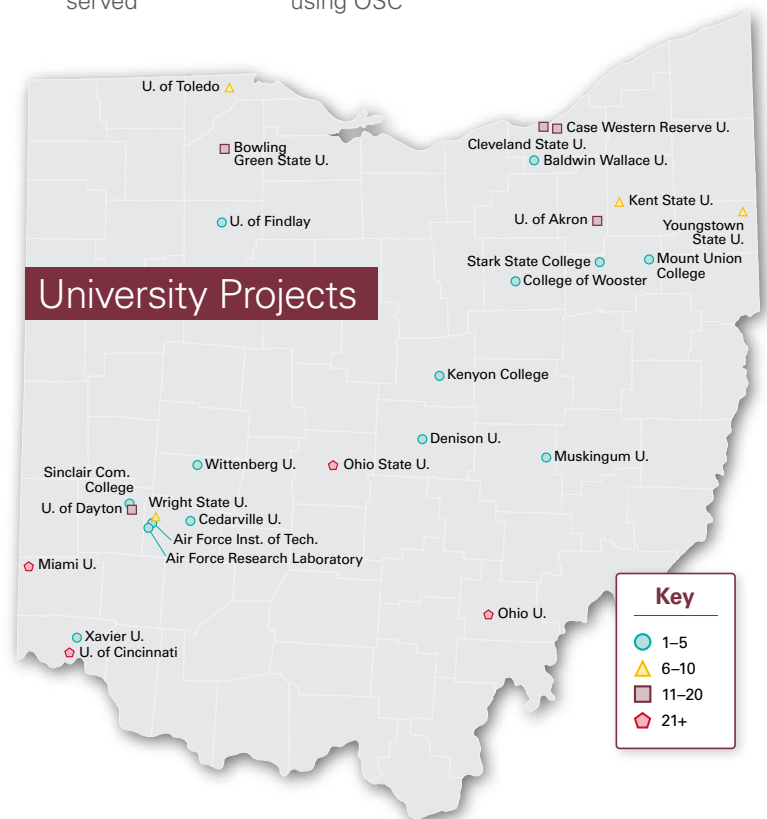 served
using OSC
U. of Toledo
Bowling
Green State U.
Case Western Reserve U.
Cleveland State U.
Baldwin Wallace U.
Kent State U.
U. of Akron
Youngstown
State U.
U. of Findlay
Stark State College
Mount Union
College
College of Wooster
University Projects
Kenyon College
Denison U.
Muskingum U.
Wittenberg U.
Ohio State U.
Sinclair Com.
College
U. of Dayton
Wright State U.
Cedarville U.
Air Force Inst. of Tech.
Air Force Research Laboratory
Miami U.
Ohio U.
Xavier U.
U. of Cincinnati
Key
1–5
6–10
11–20
21+